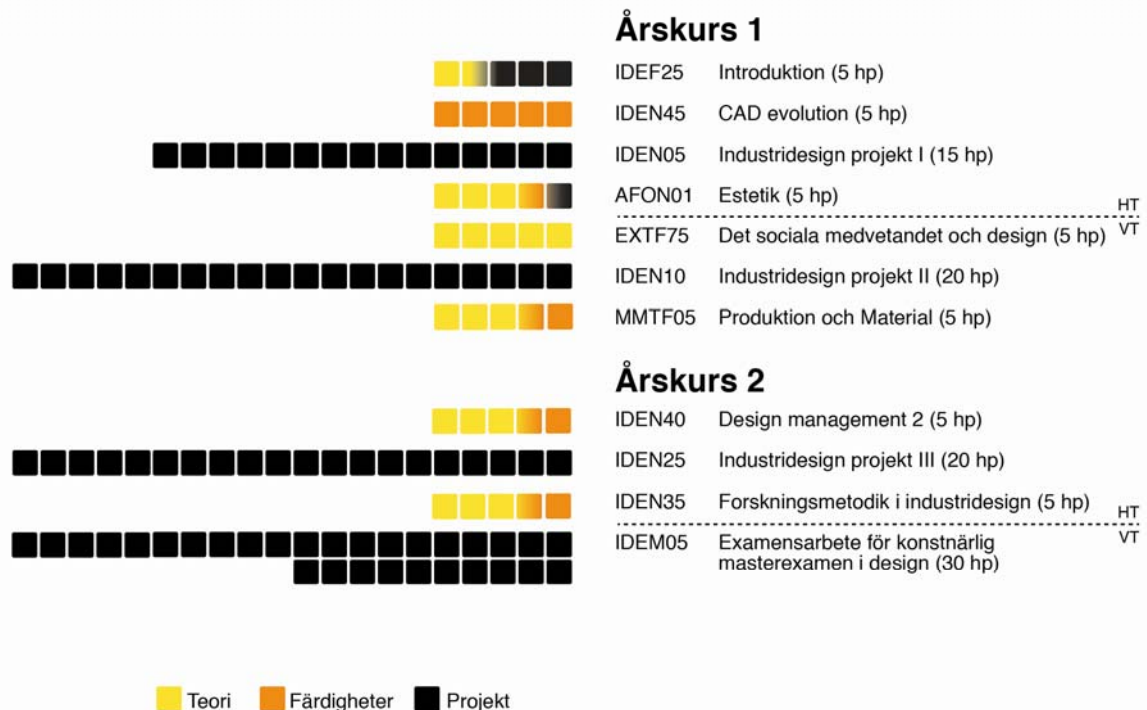 Årskurs 1
IDEF25 Introduktion (5 hp)
IDEN45 CAD evolution (5 hp)
IDEN05 Industridesign projekt I (15 hp)
AFON01 Estetik (5 hp)
HT
VT
EXTF75 Det sociala medvetandet och design (5 hp)
IDEN10 Industridesign projekt II (20 hp)
MMTF05 Produktion och Material (5 hp)
Årskurs 2
IDEN40 Design management 2 (5 hp)
IDEN25 Industridesign projekt III (20 hp)
IDEN35 Forskningsmetodik i industridesign (5 hp)
HT
VT
IDEM05 Examensarbete för konstnärlig
masterexamen i design (30 hp)
Teori Färdigheter Projekt